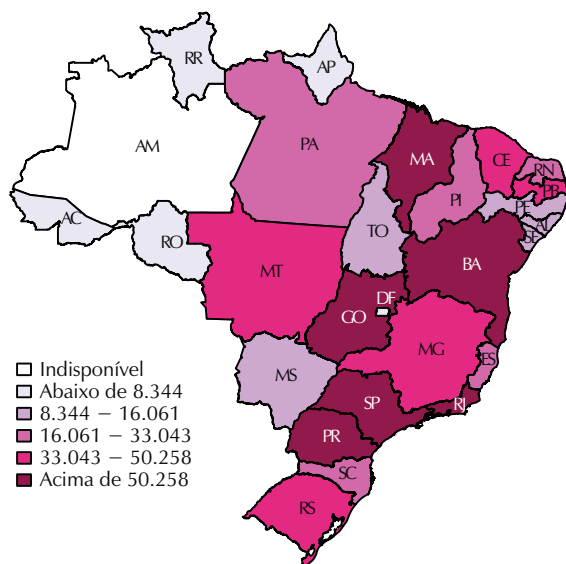 RR
AP
AM
PA
MA
CE
RN
PB
PI
PE
AL
SE
AC
RO
TO
BA
MT
DF
GO
MG
ES
MS
SP
RJ
PR
SC
RS
Indisponível
Abaixo de 8.344
8.344 – 16.061
16.061 – 33.043
33.043 – 50.258
Acima de 50.258